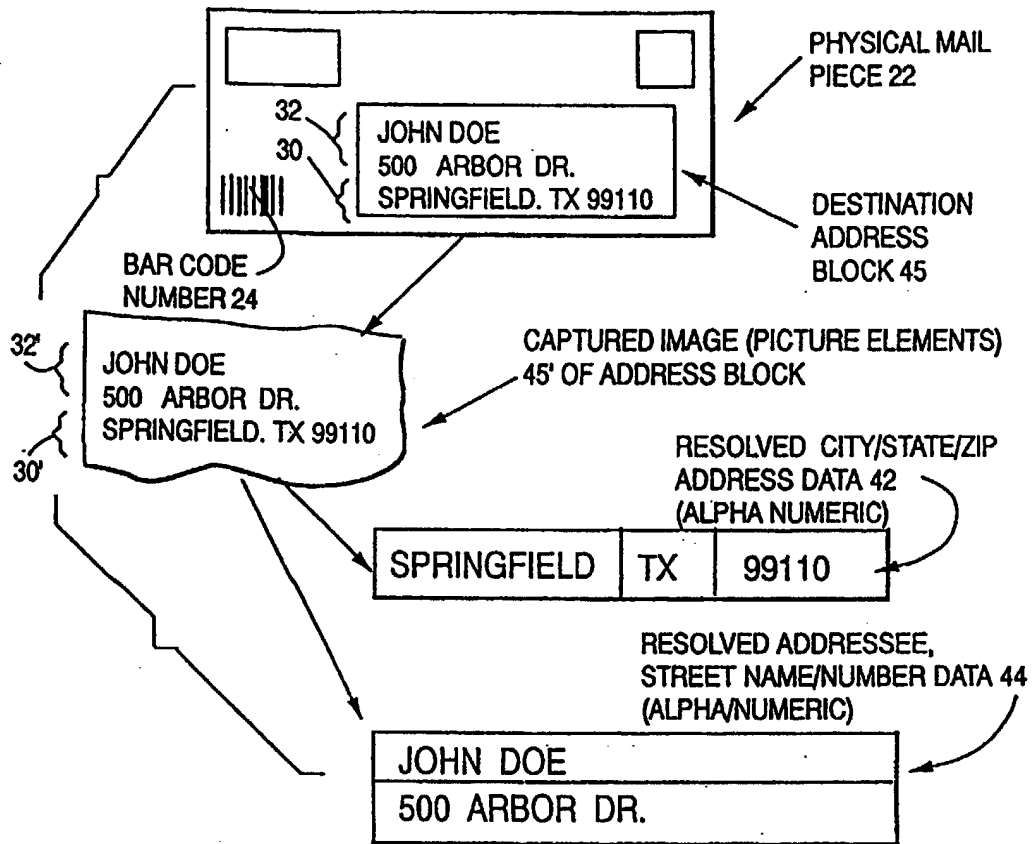 PHYSICAL MAIL
PIECE 22
32
30
JOHN DOE
500 ARBOR DR.
SPRINGFIELD. TX 99110
DESTINATION
ADDRESS
BLOCK 45
BAR CODE
NUMBER 24
32'
30'
JOHN DOE
500 ARBOR DR.
SPRINGFIELD. TX 99110
CAPTURED IMAGE (PICTURE ELEMENTS)
45' OF ADDRESS BLOCK
RESOLVED CITY/STATE/ZIP
ADDRESS DATA 42
(ALPHA NUMERIC)
SPRINGFIELD TX 99110
RESOLVED ADDRESSEE,
STREET NAME/NUMBER DATA 44
(ALPHA/NUMERIC)
JOHN DOE
500 ARBOR DR.